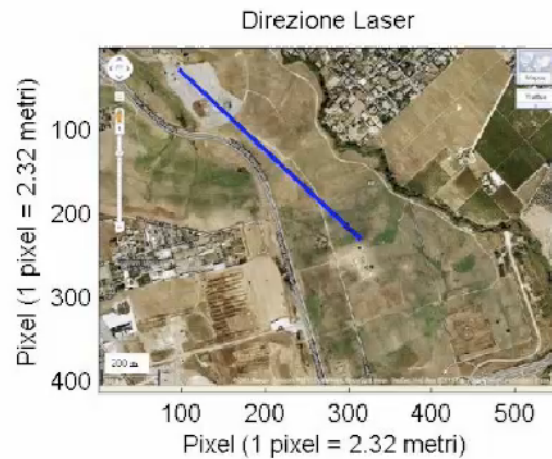 Direzione Laser
Pixel (1 pixel = 2.32 metri)
100
200
300
400
200 m
100
200
300
400
500
Pixel (1 pixel = 2.32 metri)